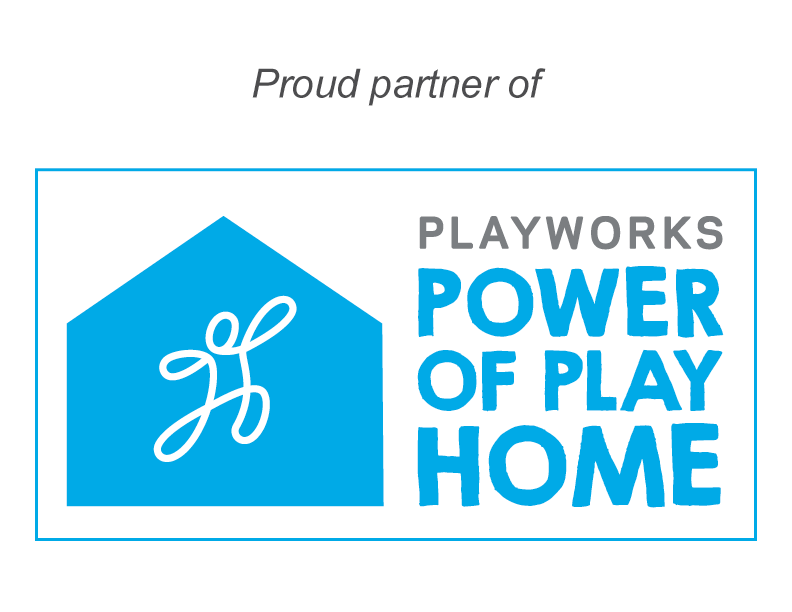 Proud partner of
PLAYWORKS
POWER
OF PLAY
HOME